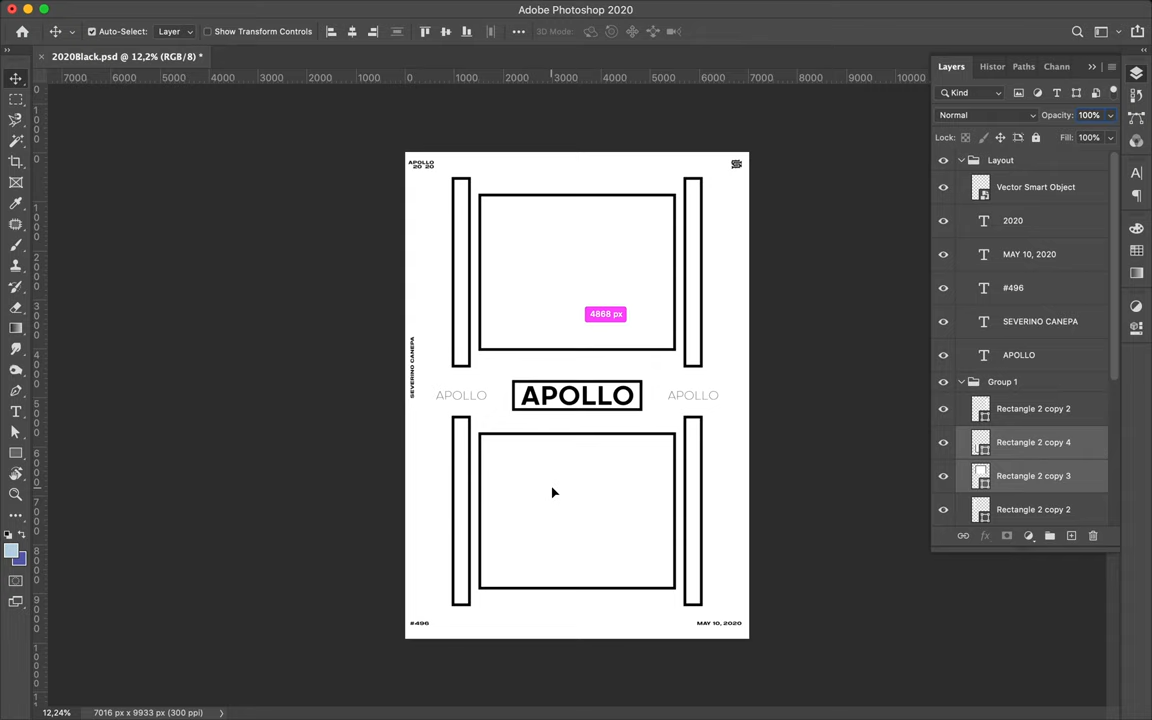 Adobe Photoshop 2020
Auto-Select: Layer Show Transform Controls 3D Mode:
2020Black.psd @ 12,2% (RGB/8) *
7000 6000 5000 4000 3000 2000 1000 0 1000 2000 3000 4000 5000 6000 7000 8000 9000 10000
Layers Histor Paths Chann
Kind
Normal Opacity: 100%
Lock: Fill: 100%
Layout
Vector Smart Object
2020
MAY 10, 2020
#496
SEVERINO CANEPA
APOLLO
Group 1
Rectangle 2 copy 2
Rectangle 2 copy 4
Rectangle 2 copy 3
Rectangle 2 copy 2
APOLLO
20 20
4868 px
SEVERINO CANEPA
APOLLO APOLLO APOLLO
#496 MAY 10, 2020
12,24% 7016 px x 9933 px (300 ppi)